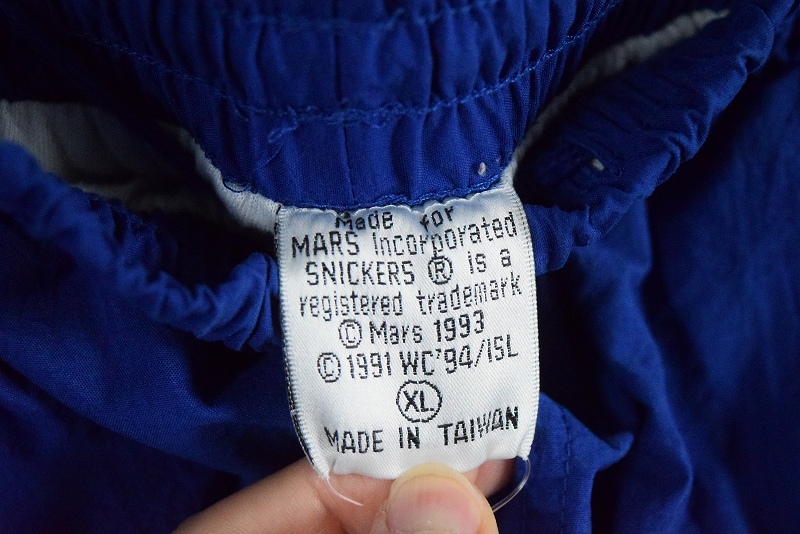 Made for
MARS Incorporated
SNICKERS ® is a
registered trademark
© Mars 1993
© 1991 WC'94/ISL
XL
MADE IN TAIWAN